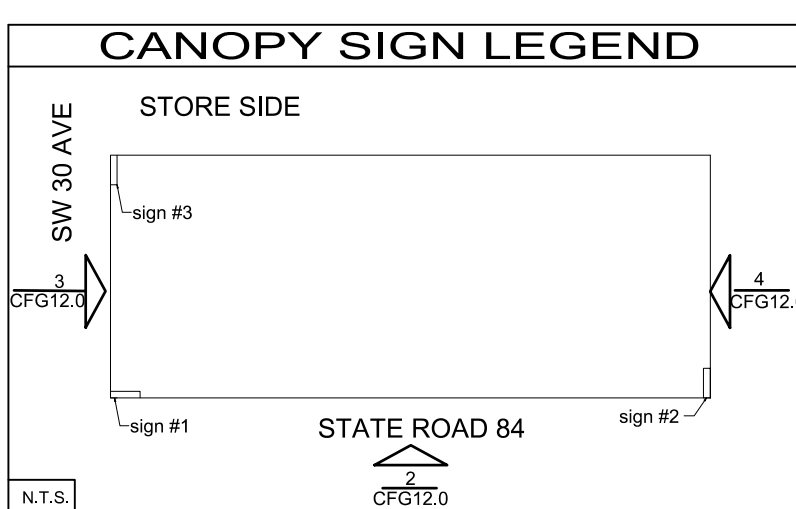 CANOPY SIGN LEGEND
STORE SIDE
SW 30 AVE
sign #3
3
CFG12.0
4
CFG12.
sign #1
STATE ROAD 84
sign #2
2
CFG12.0
N.T.S.